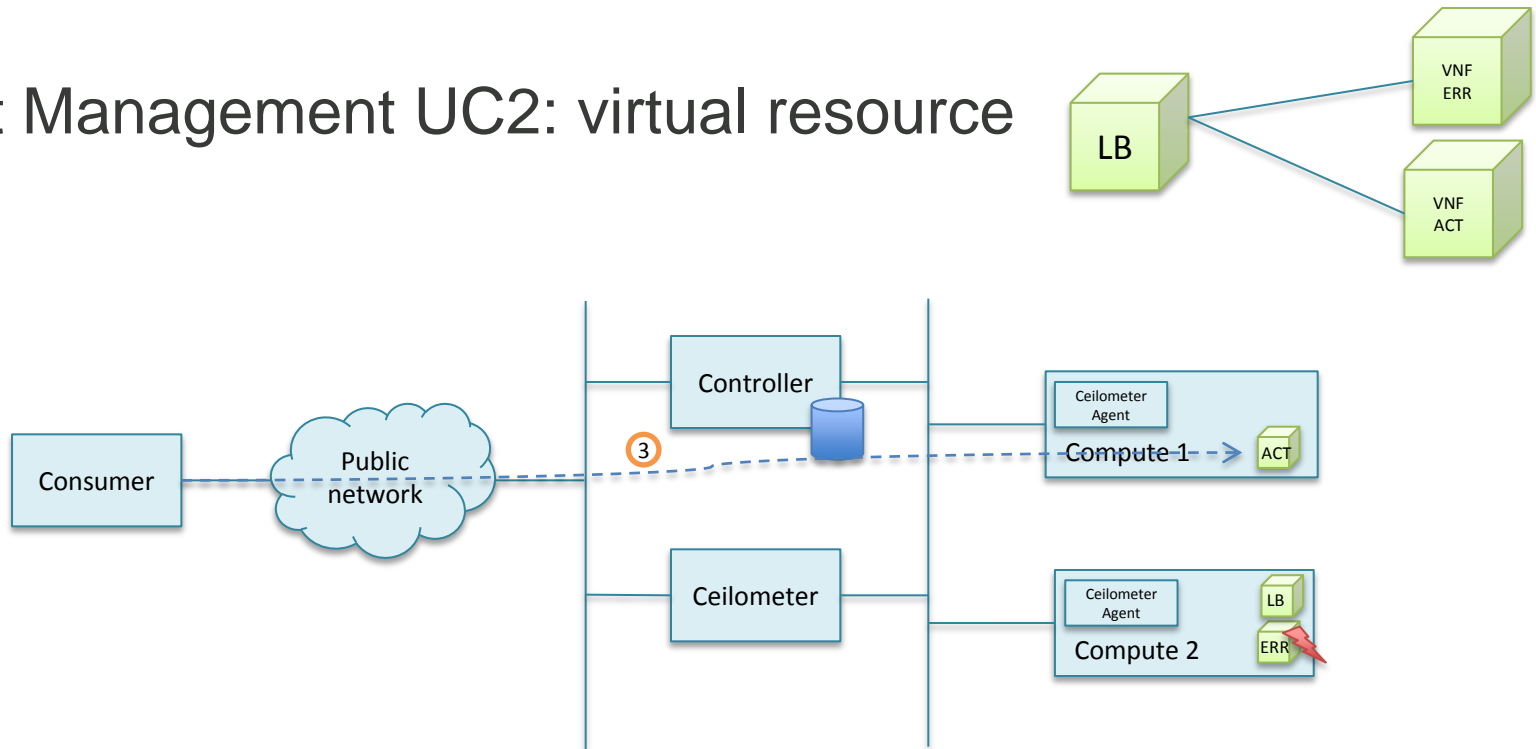 t Management UC2: virtual resource
LB
VNF
ERR
VNF
ACT
Consumer
Public
network
3
Controller
Ceilometer
Ceilometer
Agent
Compute 1
ACT
Ceilometer
Agent
Compute 2
LB
ERR